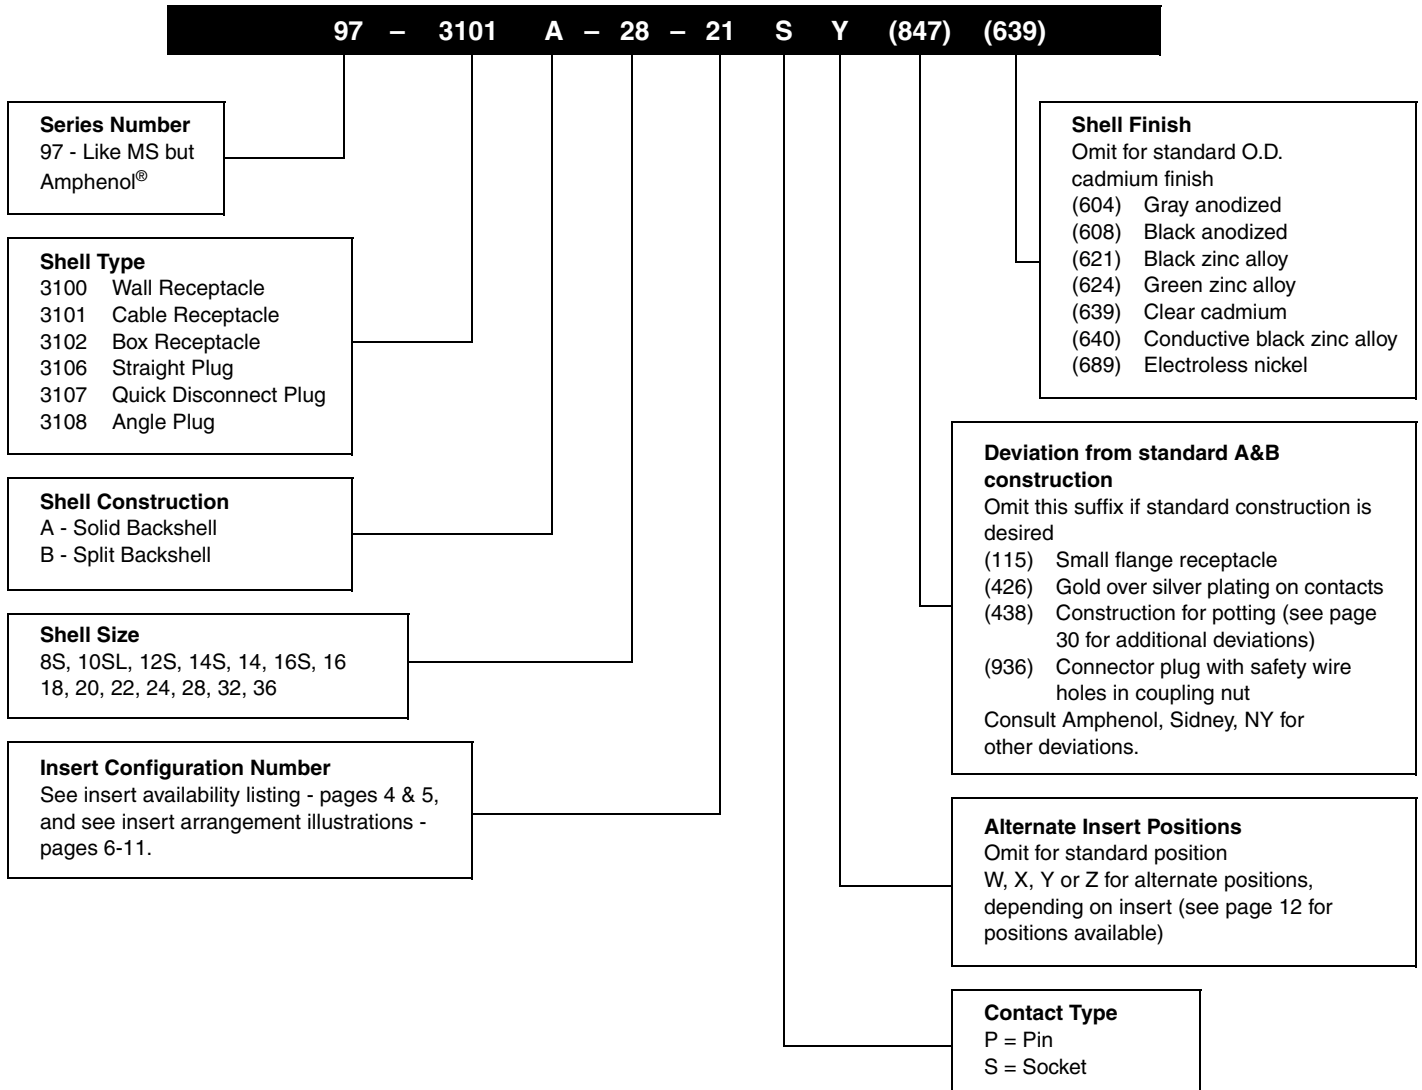 97 – 3101 A – 28 – 21 S Y (847) (639)
Series Number
97 - Like MS but
Amphenol®
Shell Type
3100 Wall Receptacle
3101 Cable Receptacle
3102 Box Receptacle
3106 Straight Plug
3107 Quick Disconnect Plug
3108 Angle Plug
Shell Construction
A - Solid Backshell
B - Split Backshell
Shell Size
8S, 10SL, 12S, 14S, 14, 16S, 16
18, 20, 22, 24, 28, 32, 36
Insert Configuration Number
See insert availability listing - pages 4 & 5,
and see insert arrangement illustrations -
pages 6-11.
Shell Finish
Omit for standard O.D.
cadmium finish
(604) Gray anodized
(608) Black anodized
(621) Black zinc alloy
(624) Green zinc alloy
(639) Clear cadmium
(640) Conductive black zinc alloy
(689) Electroless nickel
Deviation from standard A&B
construction
Omit this suffix if standard construction is
desired
(115) Small flange receptacle
(426) Gold over silver plating on contacts
(438) Construction for potting (see page
30 for additional deviations)
(936) Connector plug with safety wire
holes in coupling nut
Consult Amphenol, Sidney, NY for
other deviations.
Alternate Insert Positions
Omit for standard position
W, X, Y or Z for alternate positions,
depending on insert (see page 12 for
positions available)
Contact Type
P = Pin
S = Socket